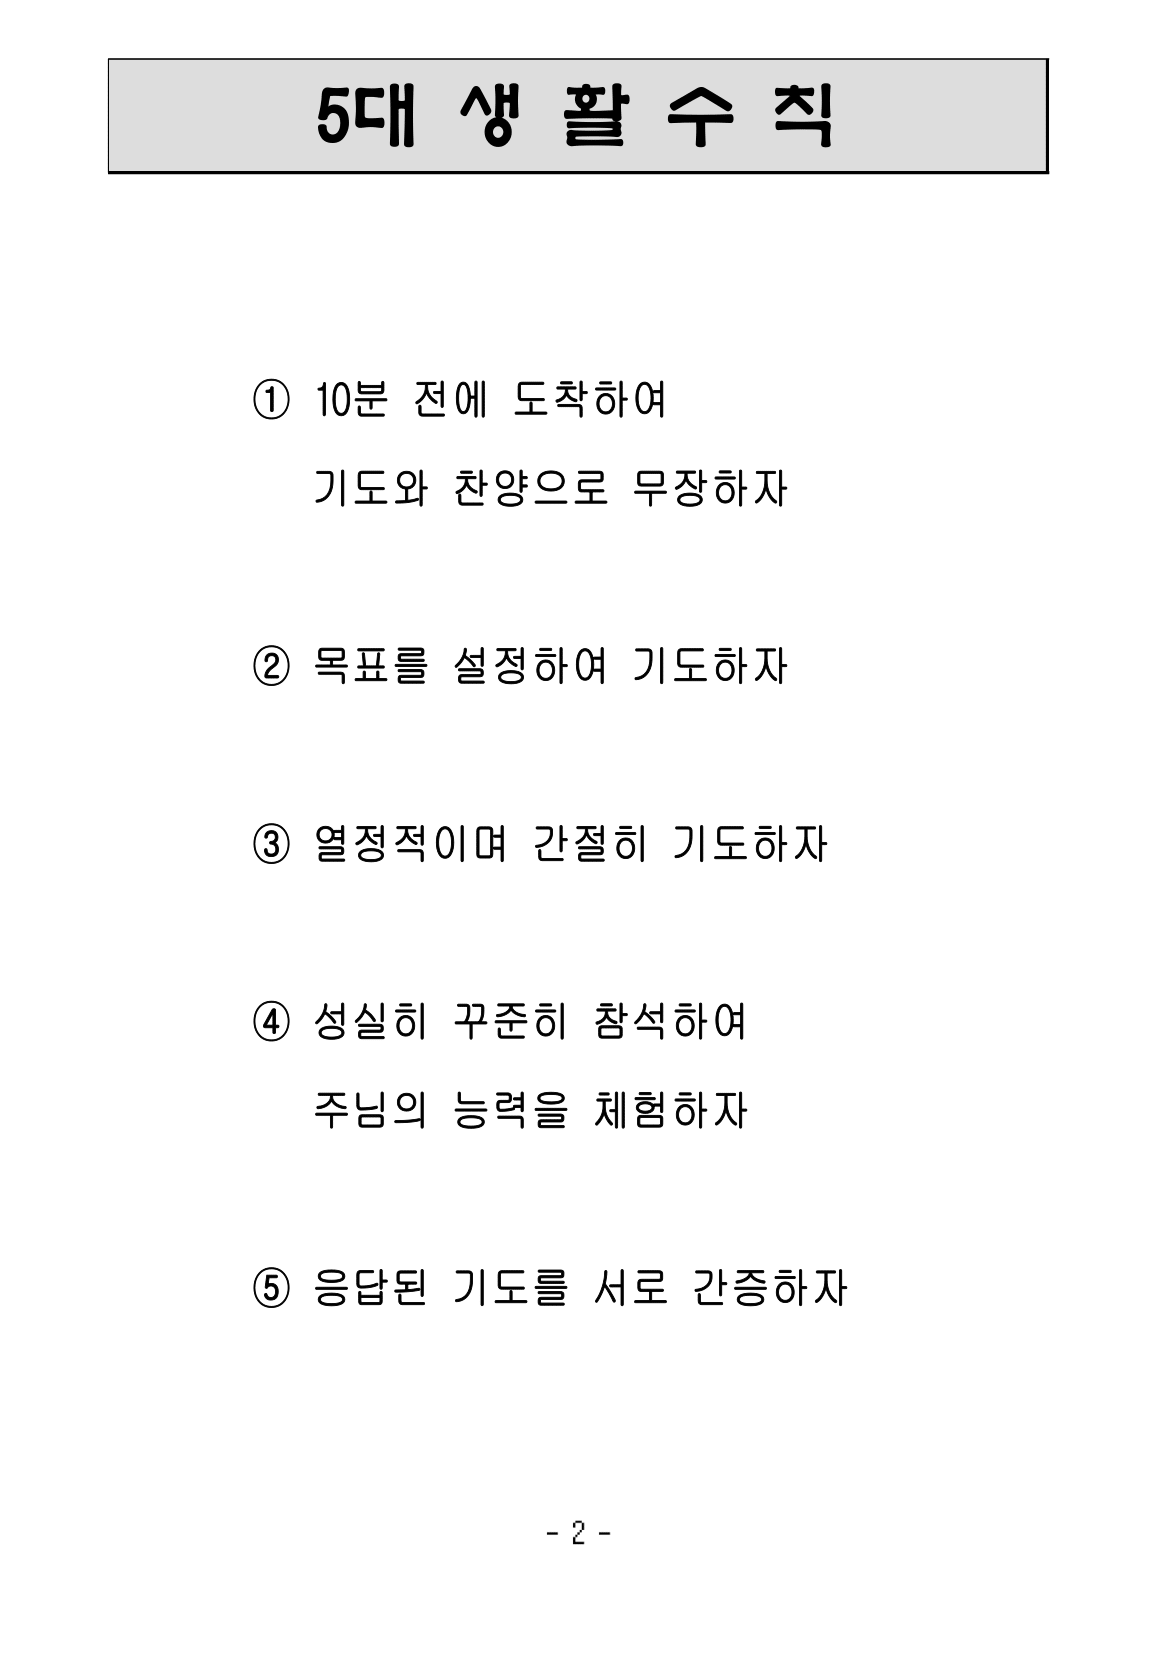 5대 생 활 수 칙
① 10분 전에 도착하여
기도와 찬양으로 무장하자
② 목표를 설정하여 기도하자
③ 열정적이며 간절히 기도하자
④ 성실히 꾸준히 참석하여
주님의 능력을 체험하자
⑤ 응답된 기도를 서로 간증하자
- 2 -